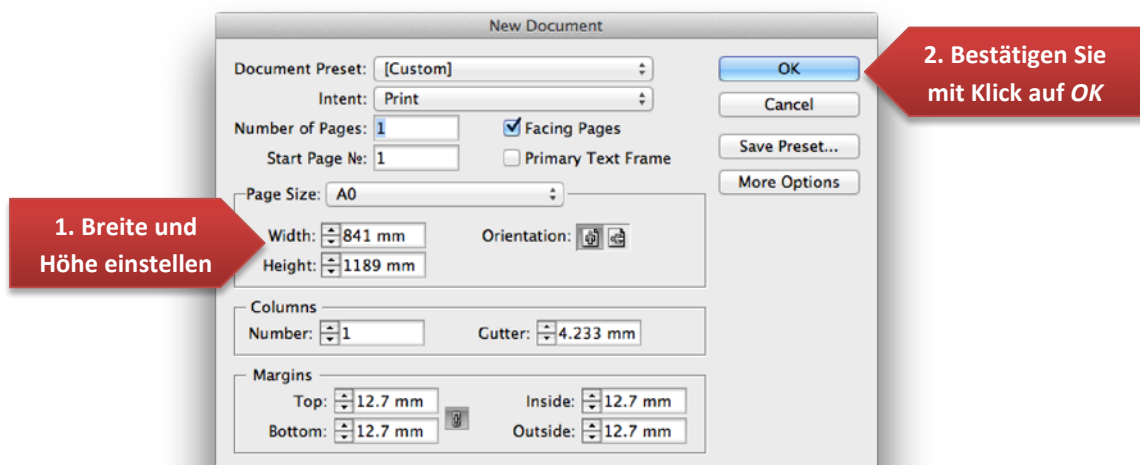 New Document
Document Preset: [Custom]
OK
2. Bestätigen Sie
mit Klick auf OK
Intent: Print
Cancel
Number of Pages: 1
Facing Pages
Start Page №: 1
Primary Text Frame
Save Preset...
More Options
Page Size: A0
1. Breite und
Höhe einstellen
Width: 841 mm
Orientation:
Height: 1189 mm
Columns
Number: 1
Gutter: 4.233 mm
Margins
Top: 12.7 mm
Inside: 12.7 mm
Bottom: 12.7 mm
Outside: 12.7 mm